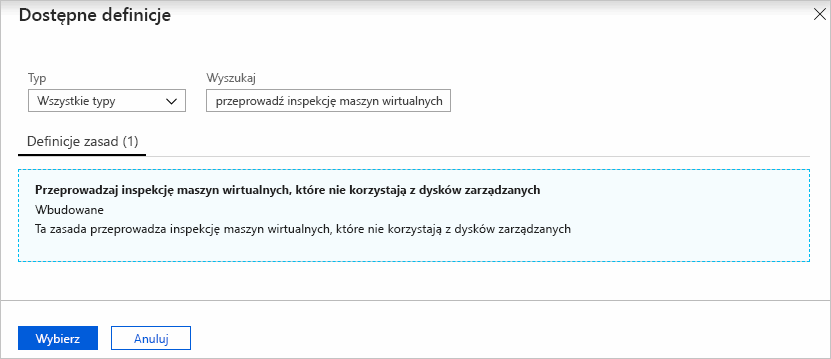 Dostępne definicje
Typ
Wyszukaj
Wszystkie typy
przeprowadź inspekcję maszyn wirtualnych
Definicje zasad (1)
Przeprowadzaj inspekcję maszyn wirtualnych, które nie korzystają z dysków zarządzanych
Wbudowane
Ta zasada przeprowadza inspekcję maszyn wirtualnych, które nie korzystają z dysków zarządzanych
Wybierz
Anuluj